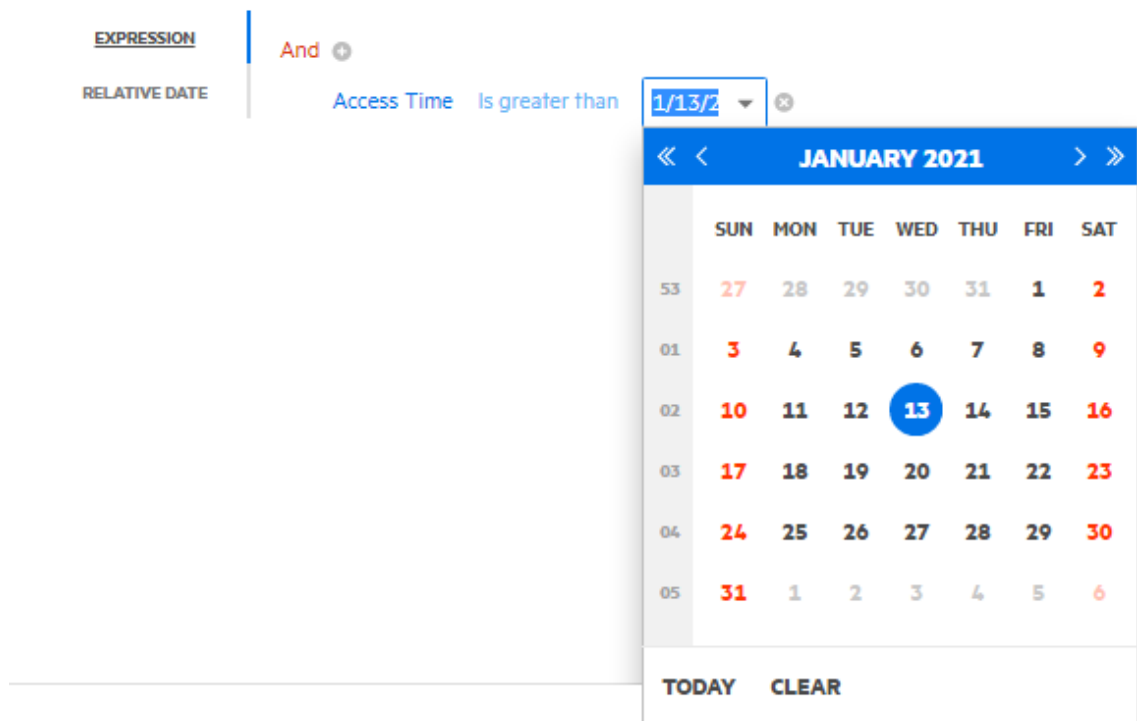 EXPRESSION
And
RELATIVE DATE
Access Time Is greater than 1/13/2
JANUARY 2021
SUN MON TUE WED THU FRI SAT
53 27 28 29 30 31 1 2
01 3 4 5 6 7 8 9
02 10 11 12 13 14 15 16
03 17 18 19 20 21 22 23
04 24 25 26 27 28 29 30
05 31 1 2 3 4 5 6
TODAY CLEAR